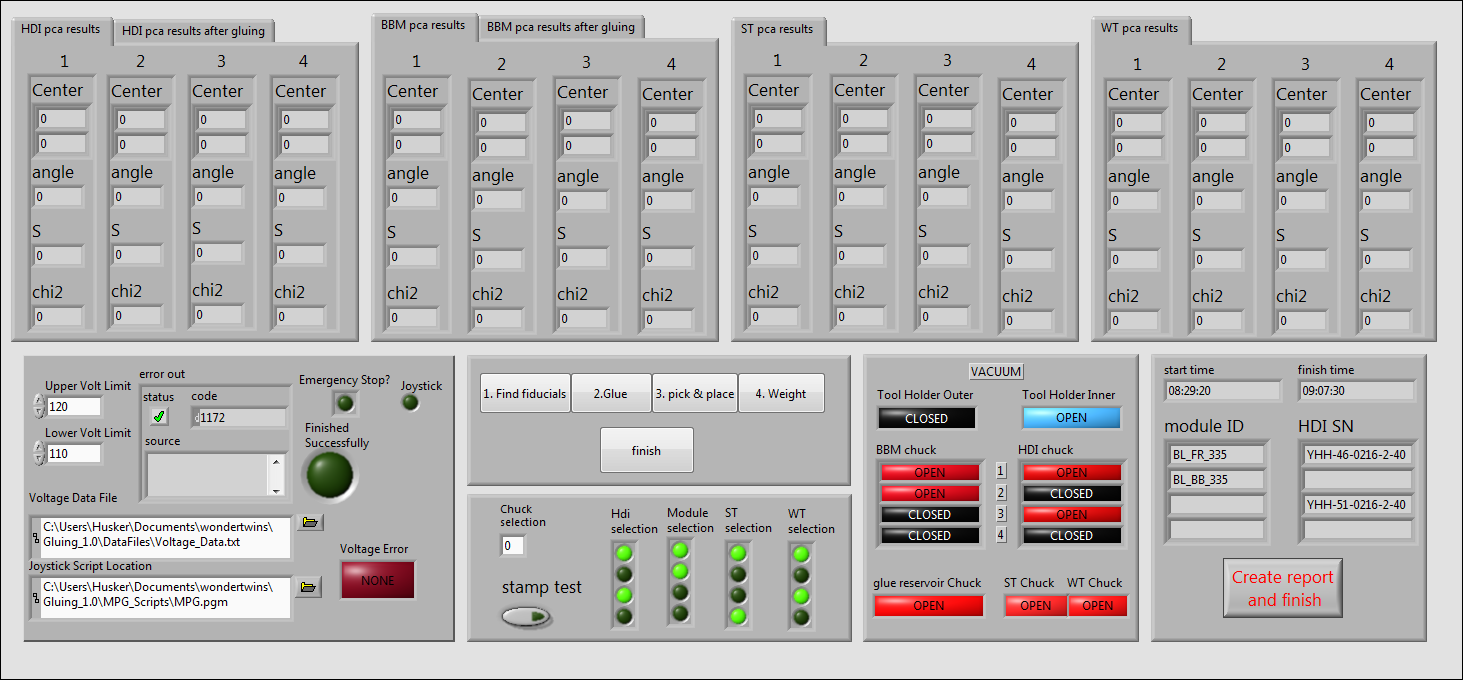 HDI pca results HDI pca results after gluing
1 2 3 4
Center Center Center Center
0 0 0 0
0 0 0 0
angle angle angle angle
0 0 0 0
S S S S
0 0 0 0
chi2 chi2 chi2 chi2
0 0 0 0
BBM pca results BBM pca results after gluing
1 2 3 4
Center Center Center Center
0 0 0 0
0 0 0 0
angle angle angle angle
0 0 0 0
S S S S
0 0 0 0
chi2 chi2 chi2 chi2
0 0 0 0
ST pca results
1 2 3 4
Center Center Center Center
0 0 0 0
0 0 0 0
angle angle angle angle
0 0 0 0
S S S S
0 0 0 0
chi2 chi2 chi2 chi2
0 0 0 0
WT pca results
1 2 3 4
Center Center Center Center
0 0 0 0
0 0 0 0
angle angle angle angle
0 0 0 0
S S S S
0 0 0 0
chi2 chi2 chi2 chi2
0 0 0 0
Upper Volt Limit
120
Lower Volt Limit
110
error out
status code
1172
source
Emergency Stop? Joystick
Finished
Successfully
Voltage Data File
C:\Users\Husker\Documents\wondertwins\
Gluing_1.0\DataFiles\Voltage_Data.txt
Joystick Script Location
C:\Users\Husker\Documents\wondertwins\
Gluing_1.0\MPG_Scripts\MPG.pgm
Voltage Error
NONE
1. Find fiducials 2.Glue 3. pick & place 4. Weight
finish
Chuck
selection
0
stamp test
Hdi
selection
Module
selection
ST
selection
WT
selection
VACUUM
Tool Holder Outer Tool Holder Inner
CLOSED OPEN
BBM chuck HDI chuck
OPEN 1 OPEN
OPEN 2 CLOSED
CLOSED 3 OPEN
CLOSED 4 CLOSED
glue reservoir Chuck ST Chuck WT Chuck
OPEN OPEN OPEN
start time finish time
08:29:20 09:07:30
module ID HDI SN
BL_FR_335 YHH-46-0216-2-40
BL_BB_335
YHH-51-0216-2-40
Create report
and finish